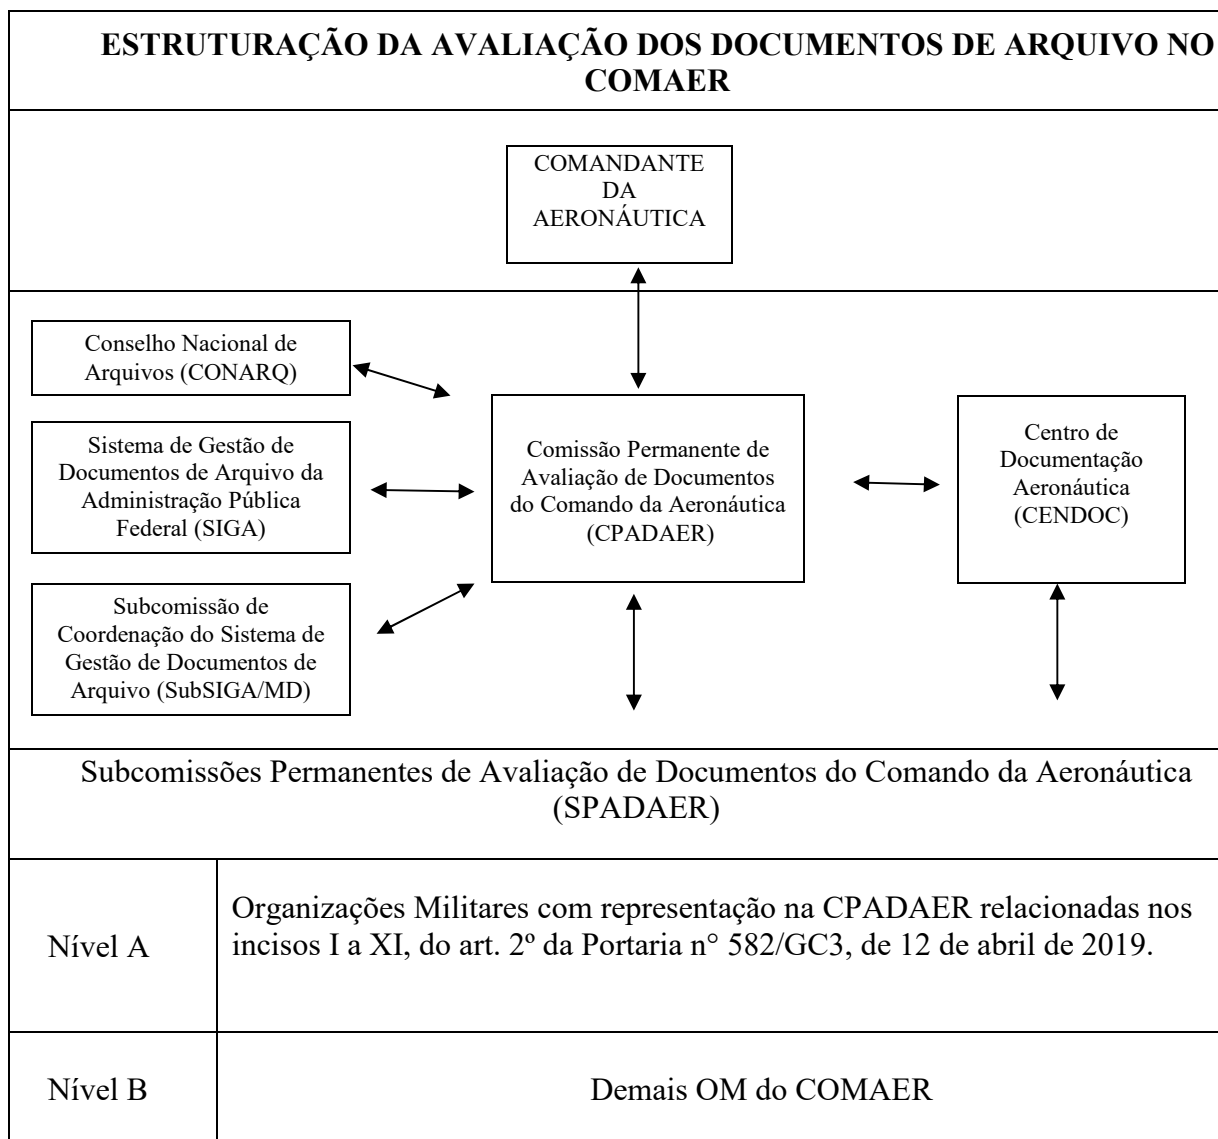 ESTRUTURAÇÃO DA AVALIAÇÃO DOS DOCUMENTOS DE ARQUIVO NO
COMAER
COMANDANTE
DA
AERONÁUTICA
Conselho Nacional de
Arquivos (CONARQ)
Sistema de Gestão de
Documentos de Arquivo da
Administração Pública
Federal (SIGA)
Subcomissão de
Coordenação do Sistema de
Gestão de Documentos de
Arquivo (SubSIGA/MD)
Comissão Permanente de
Avaliação de Documentos
do Comando da Aeronáutica
(CPADAER)
Centro de
Documentação
Aeronáutica
(CENDOC)
Subcomissões Permanentes de Avaliação de Documentos do Comando da Aeronáutica
(SPADAER)
Nível A
Organizações Militares com representação na CPADAER relacionadas nos
incisos I a XI, do art. 2º da Portaria n° 582/GC3, de 12 de abril de 2019.
Nível B
Demais OM do COMAER